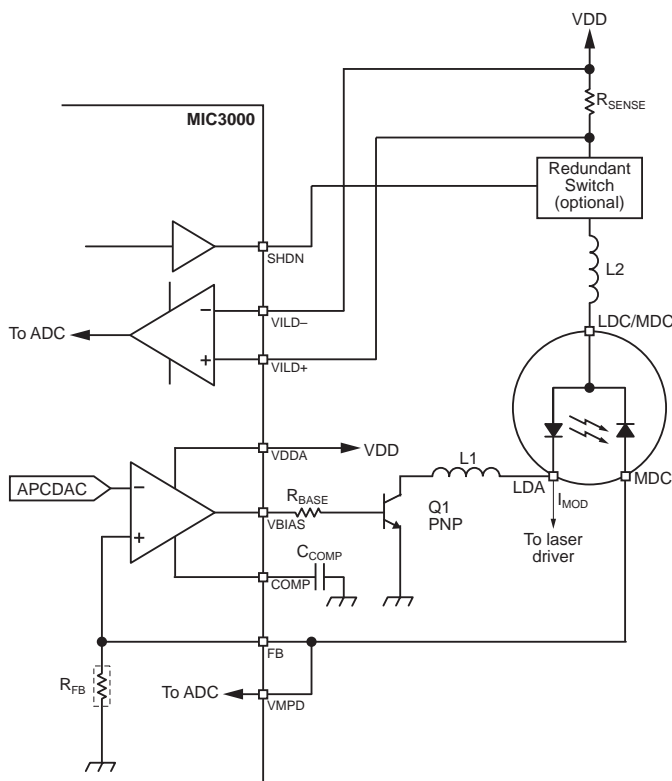 VDD
MIC3000
RSENSE
Redundant
Switch
(optional)
SHDN
L2
To ADC
VILD–
LDC/MDC
VILD+
VDDA
VDD
APCDAC
L1
RBASE
VBIAS
Q1
PNP
LDA
MDC
IMOD
To laser
driver
CCOMP
COMP
FB
RFB
To ADC
VMPD